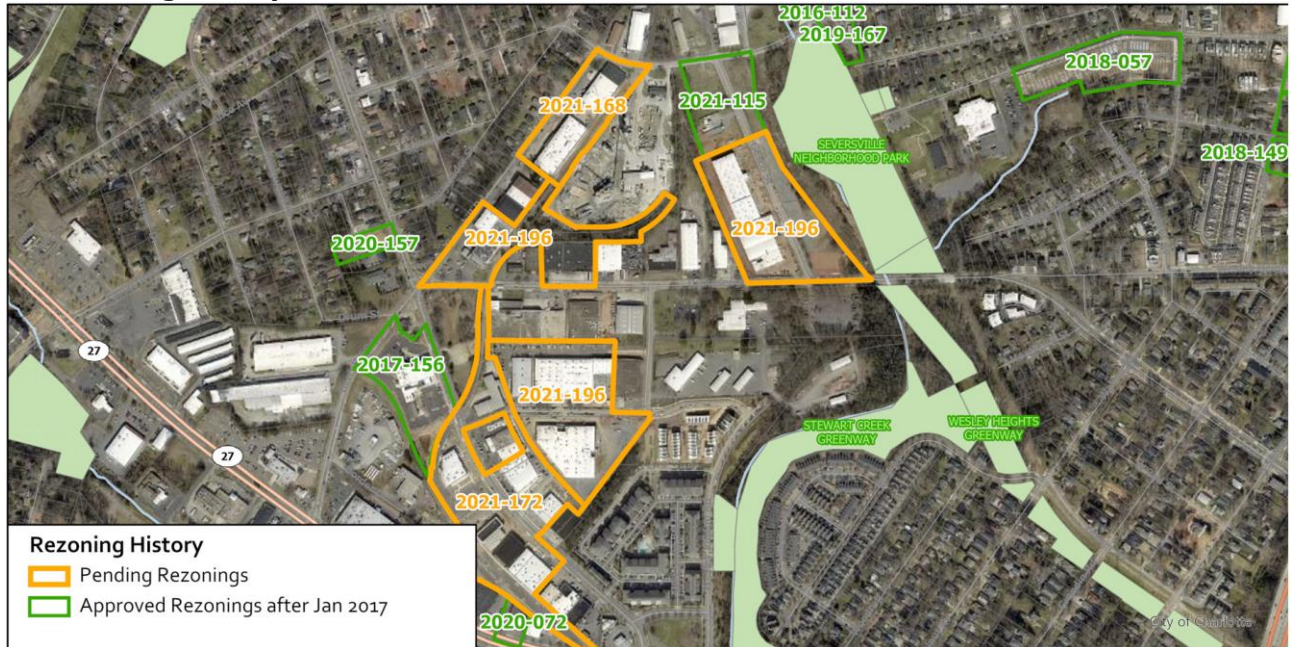 2016-112
2019-167
2018-057
2021-168
2021-115
SEVERSVILLE
NEIGHBORHOOD PARK
2018-149
2021-196
2021-196
2020-157
Drum S
27
2017-156
2021-196
STEWART CREEK
GREENWAY
WESLEY HEIGHTS
GREENWAY
27
2021-172
Rezoning History
Pending Rezonings
Approved Rezonings after Jan 2017
2020-072
City of Charlotte